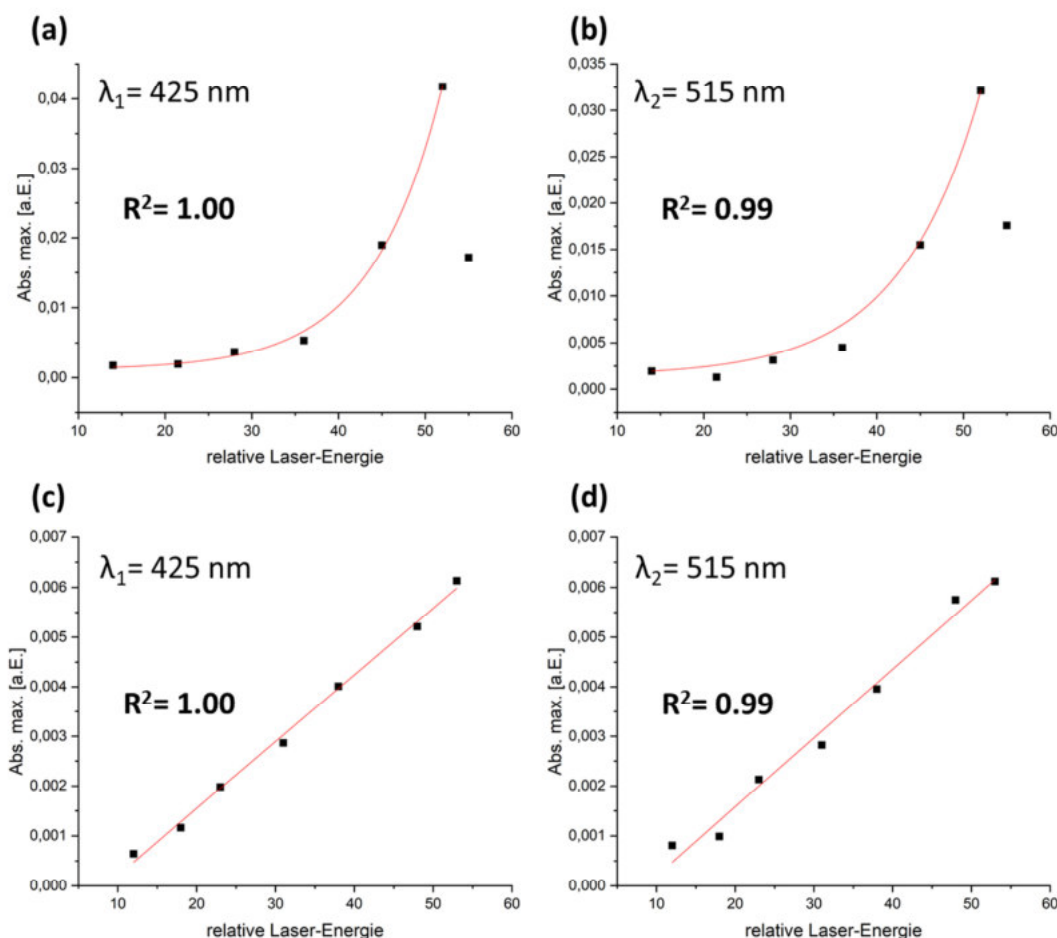 (a)
λ₁= 425 nm
R²= 1.00
Abs. max. [a.E.]
0,04
0,03
0,02
0,01
0,00
10 20 30 40 50 60
relative Laser-Energie
(b)
λ₂= 515 nm
R²= 0.99
Abs. max. [a.E.]
0,035
0,030
0,025
0,020
0,015
0,010
0,005
0,000
10 20 30 40 50 60
relative Laser-Energie
(c)
λ₁= 425 nm
R²= 1.00
Abs. max. [a.E.]
0,007
0,006
0,005
0,004
0,003
0,002
0,001
0,000
10 20 30 40 50 60
relative Laser-Energie
(d)
λ₂= 515 nm
R²= 0.99
Abs. max. [a.E.]
0,007
0,006
0,005
0,004
0,003
0,002
0,001
0,000
10 20 30 40 50 60
relative Laser-Energie